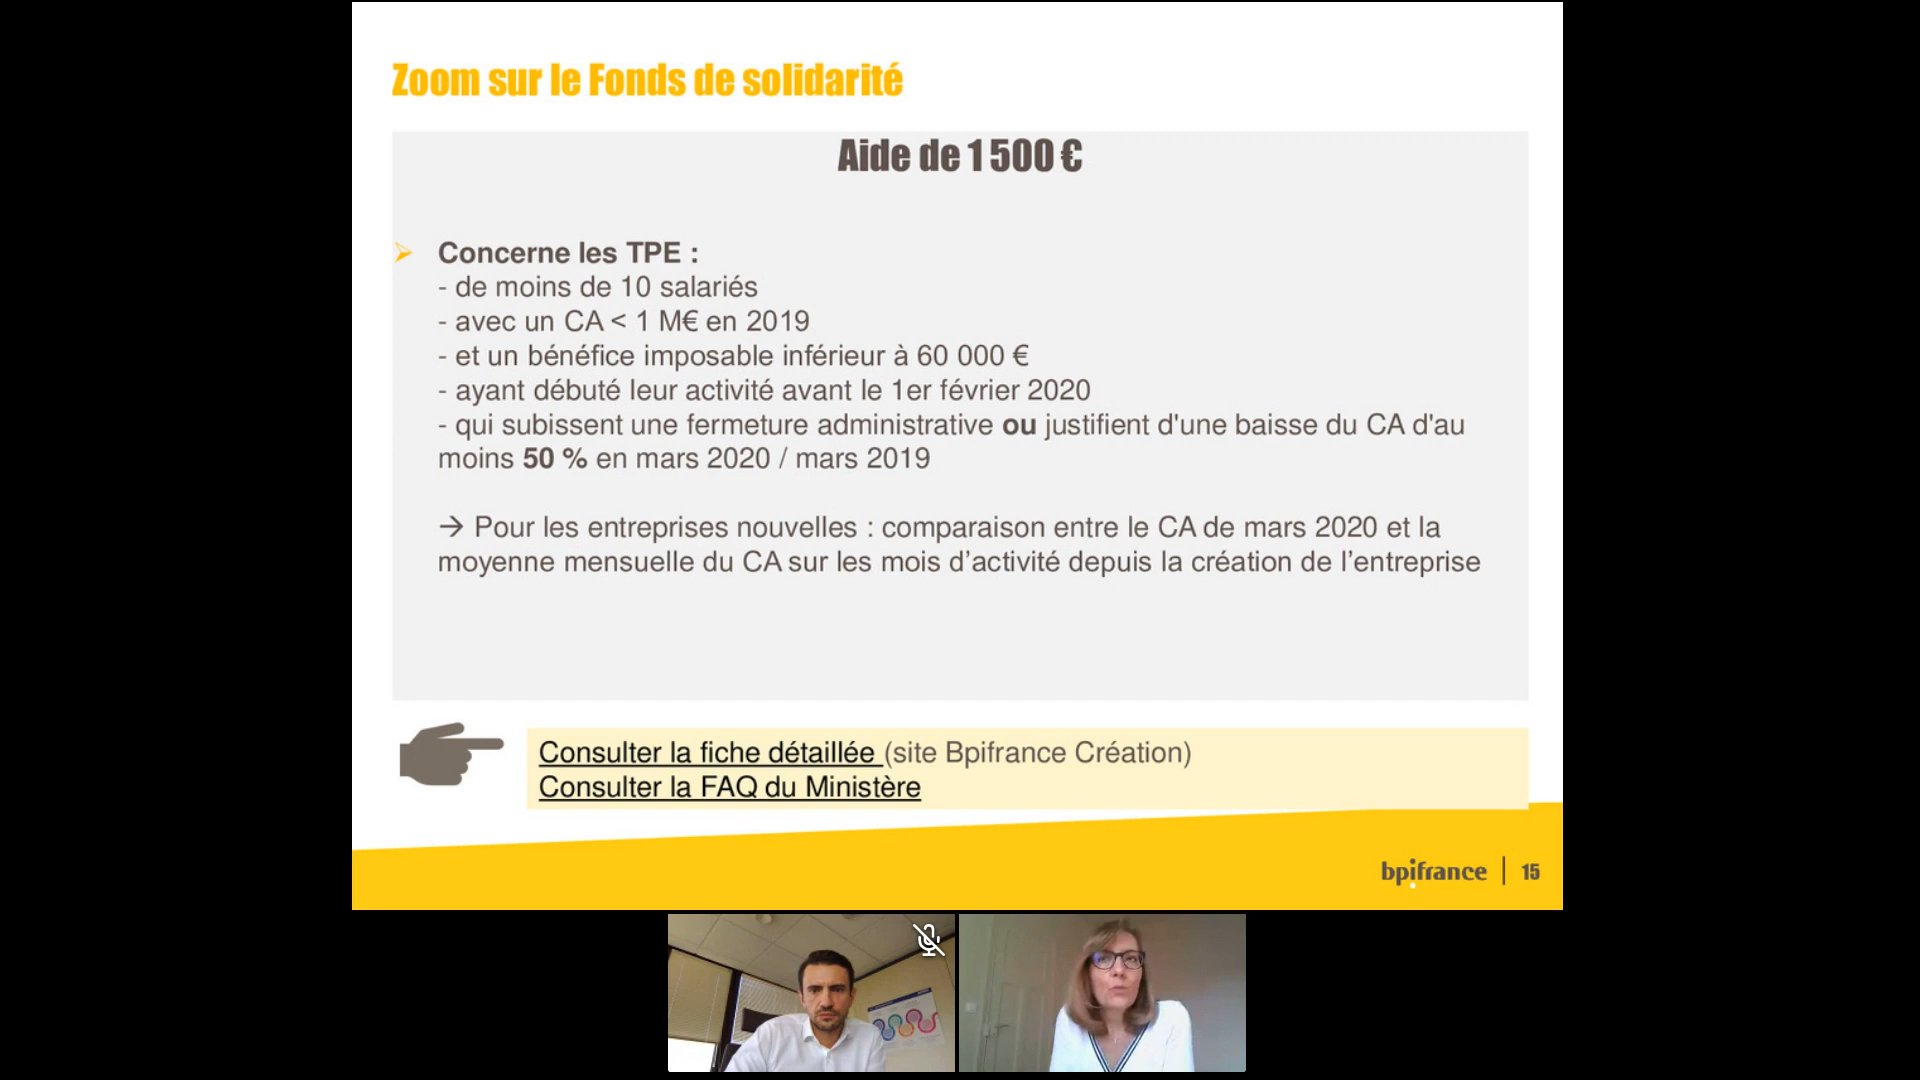 Zoom sur le Fonds de solidarité
Aide de 1 500 €
Concerne les TPE :
- de moins de 10 salariés
- avec un CA < 1 M€ en 2019
- et un bénéfice imposable inférieur à 60 000 €
- ayant débuté leur activité avant le 1er février 2020
- qui subissent une fermeture administrative ou justifient d'une baisse du CA d'au
moins 50 % en mars 2020 / mars 2019
→ Pour les entreprises nouvelles : comparaison entre le CA de mars 2020 et la
moyenne mensuelle du CA sur les mois d’activité depuis la création de l’entreprise
Consulter la fiche détaillée (site Bpifrance Création)
Consulter la FAQ du Ministère
bpifrance | 15